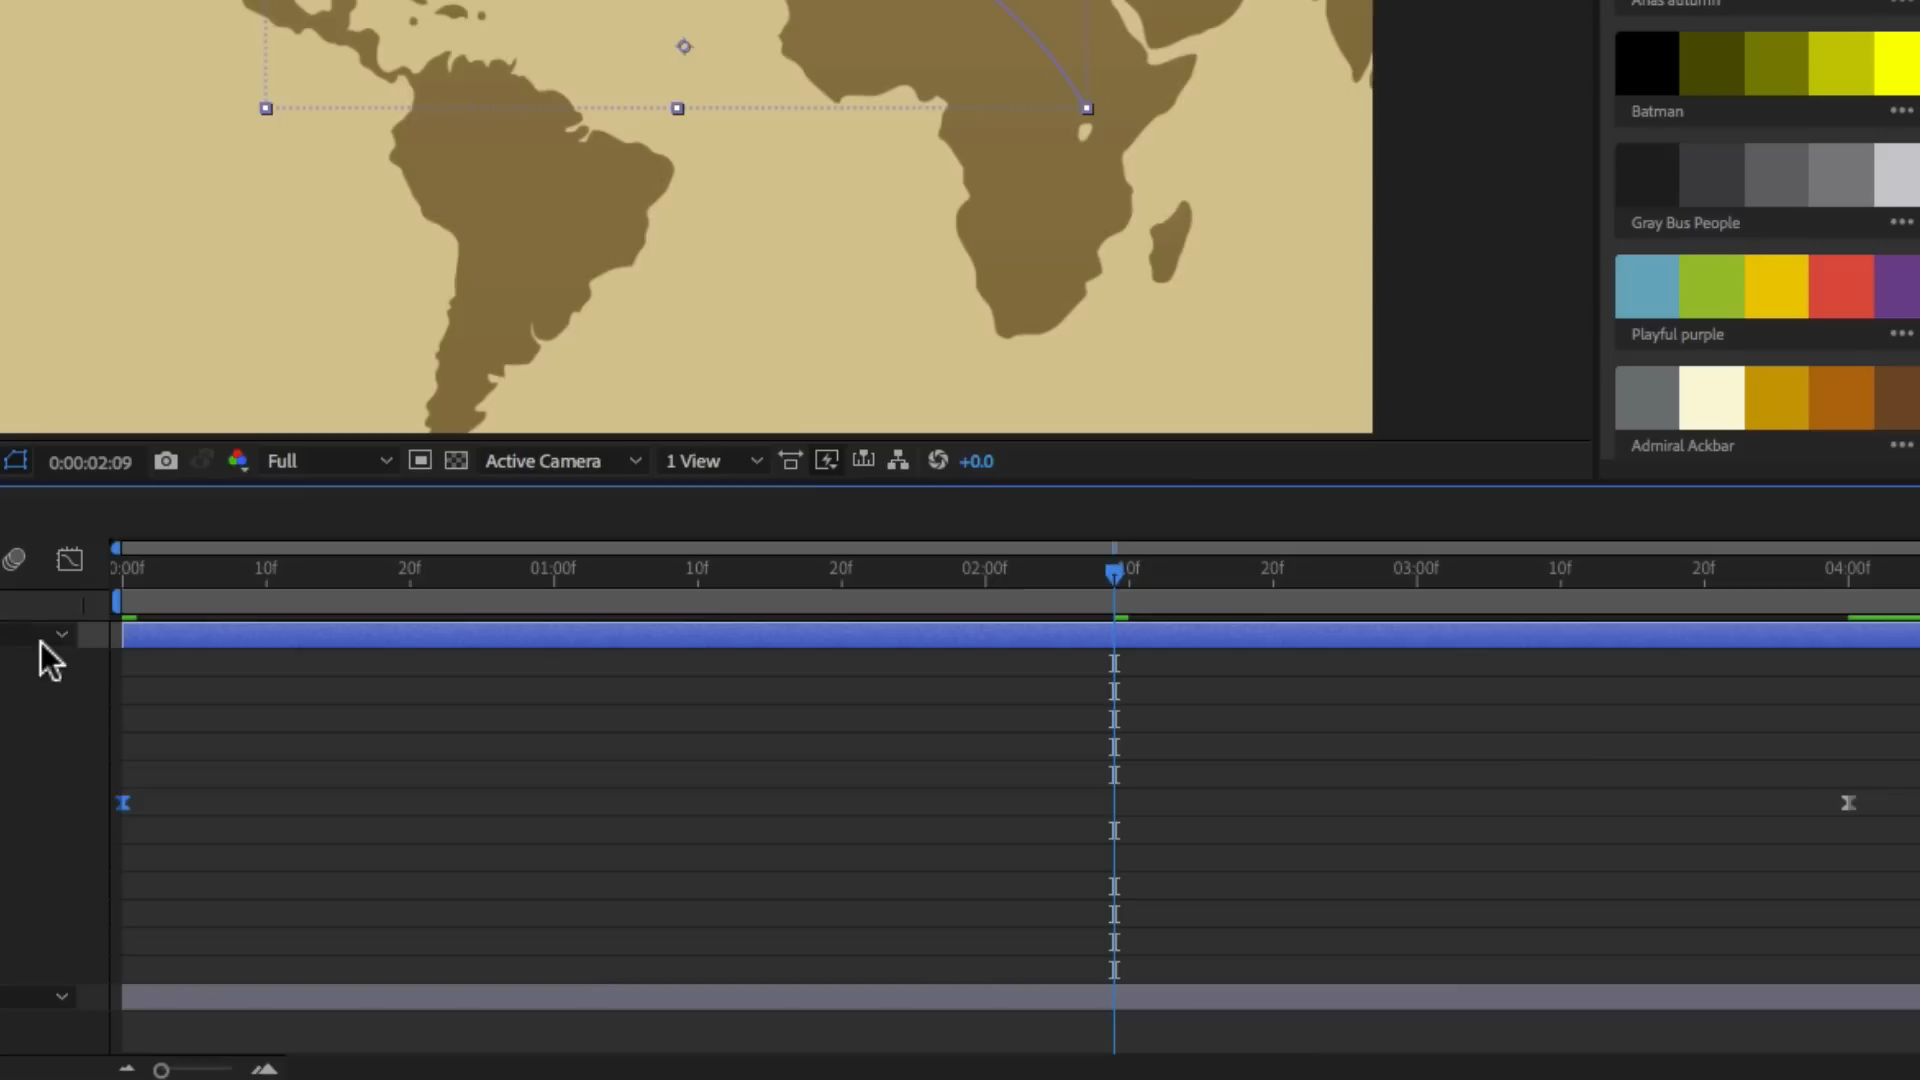 Batman
Gray Bus People
Playful purple
Admiral Ackbar
0:00:02:09
Full
Active Camera
1 View
+0.0
0:00f 10f 20f 01:00f 10f 20f 02:00f 10f 20f 03:00f 10f 20f 04:00f